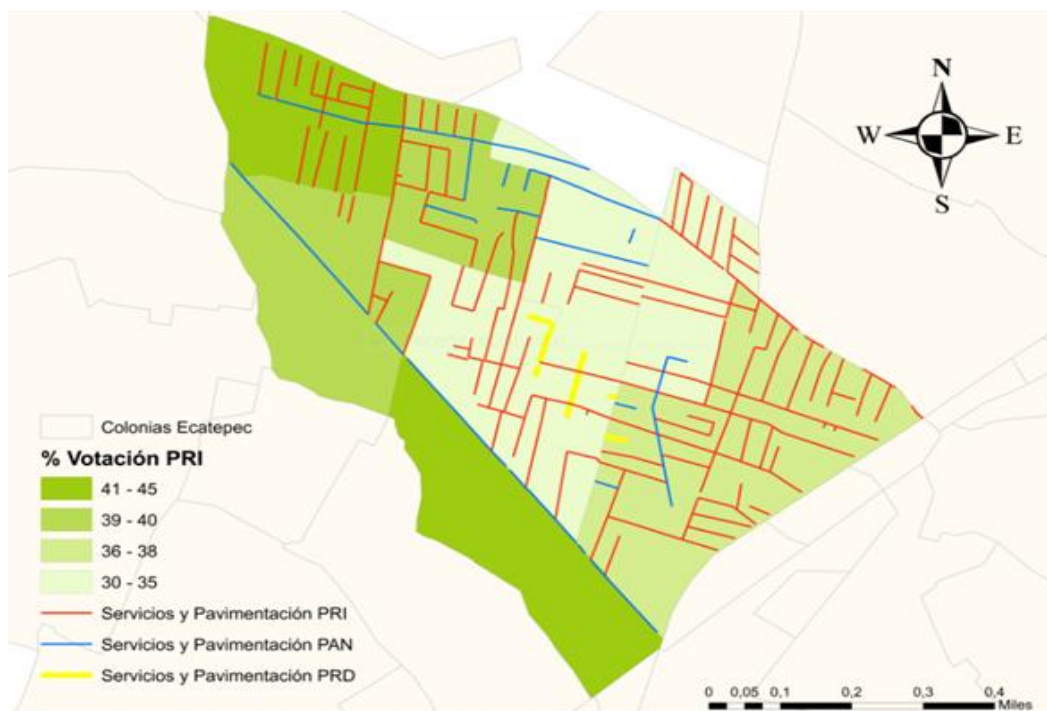 N
W E
S
Colonias Ecatepec
% Votación PRI
41 - 45
39 - 40
36 - 38
30 - 35
Servicios y Pavimentación PRI
Servicios y Pavimentación PAN
Servicios y Pavimentación PRD
0 0,05 0,1 0,2 0,3 0,4
Miles